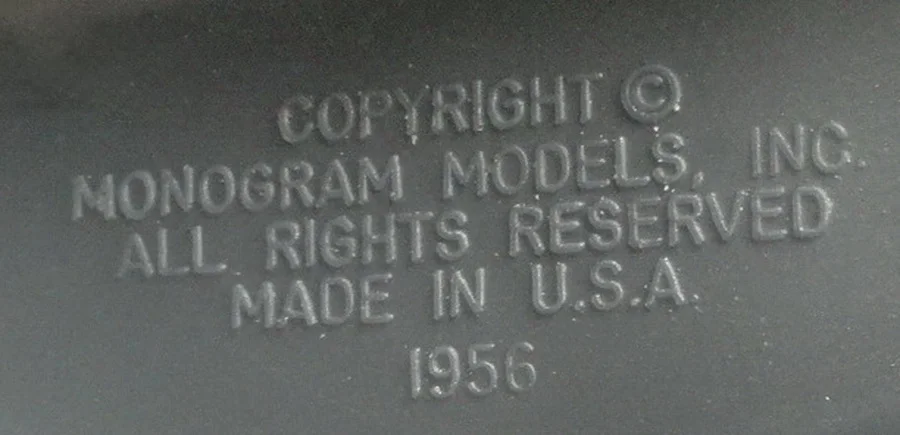 COPYRIGHT ©
MONOGRAM MODELS, INC.
ALL RIGHTS RESERVED
MADE IN U.S.A.
1956